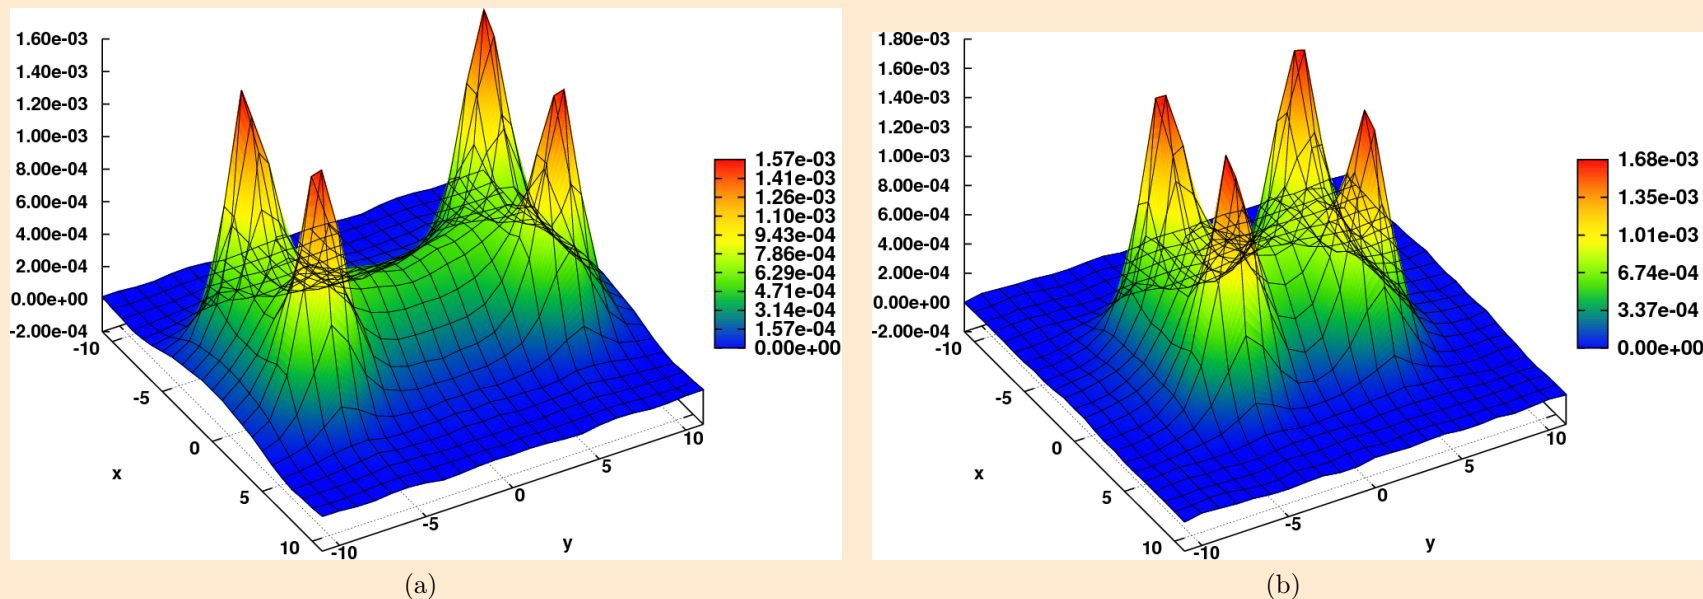 1.60e-03
1.40e-03
1.20e-03
1.00e-03
8.00e-04
6.00e-04
4.00e-04
2.00e-04
0.00e+00
-2.00e-04
-10
-5
0
5
10
x
-10
-5
0
5
10
y
1.57e-03
1.41e-03
1.26e-03
1.10e-03
9.43e-04
7.86e-04
6.29e-04
4.71e-04
3.14e-04
1.57e-04
0.00e+00
(a)
1.80e-03
1.60e-03
1.40e-03
1.20e-03
1.00e-03
8.00e-04
6.00e-04
4.00e-04
2.00e-04
0.00e+00
-2.00e-04
-10
-5
0
5
10
x
-10
-5
0
5
10
y
1.68e-03
1.35e-03
1.01e-03
6.74e-04
3.37e-04
0.00e+00
(b)